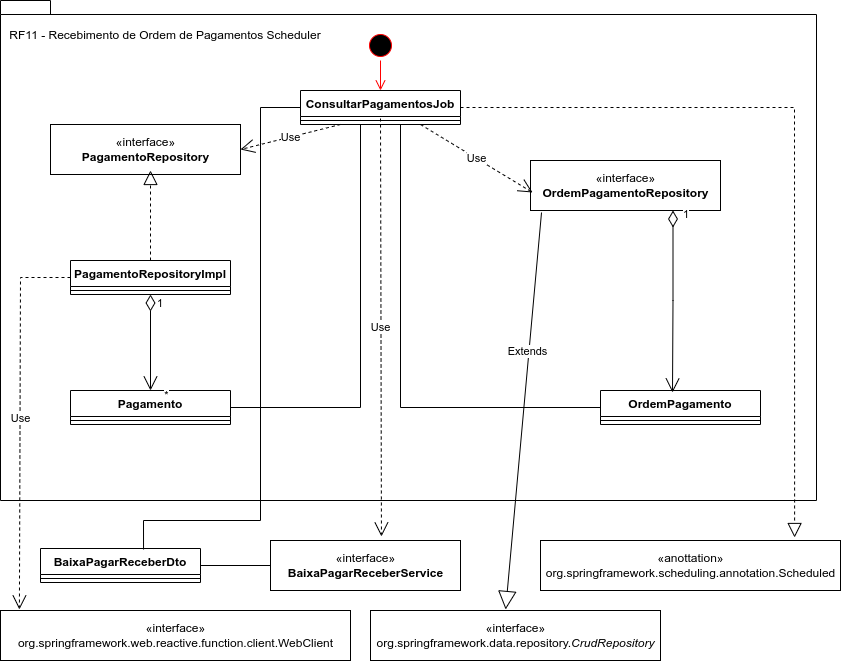 RF11 - Recebimento de Ordem de Pagamentos Scheduler
ConsultarPagamentosJob
«interface»
PagamentoRepository
Use
Use
«interface»
OrdemPagamentoRepository
1
PagamentoRepositoryImpl
1
Use
Extends
*
Pagamento
OrdemPagamento
Use
BaixaPagarReceberDto
«interface»
BaixaPagarReceberService
«anottation»
org.springframework.scheduling.annotation.Scheduled
«interface»
org.springframework.web.reactive.function.client.WebClient
«interface»
org.springframework.data.repository.CrudRepository